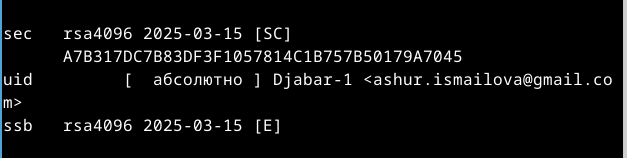 sec   rsa4096 2025-03-15 [SC]
      A7B317DC7B83DF3F1057814C1B757B50179A7045
uid           [  абсолютно ] Djabar-1 <ashur.ismailova@gmail.co
m>
ssb   rsa4096 2025-03-15 [E]